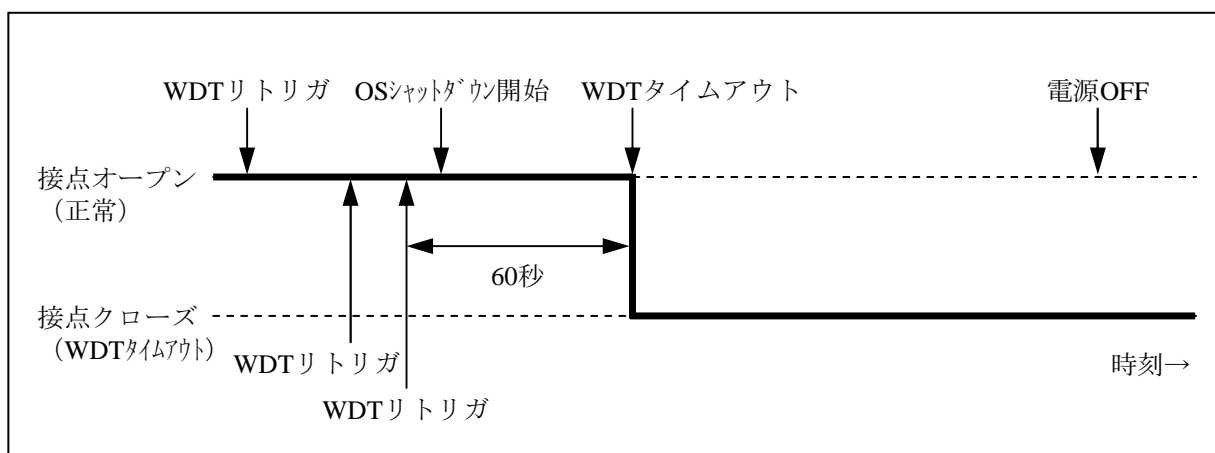 WDTリトリガ OSｼｬｯﾄﾀﾞｳﾝ開始 WDTタイムアウト 電源OFF
接点オープン
（正常）
60秒
接点クローズ
（WDTﾀｲﾑｱｳﾄ）
WDTリトリガ 時刻→
WDTリトリガ